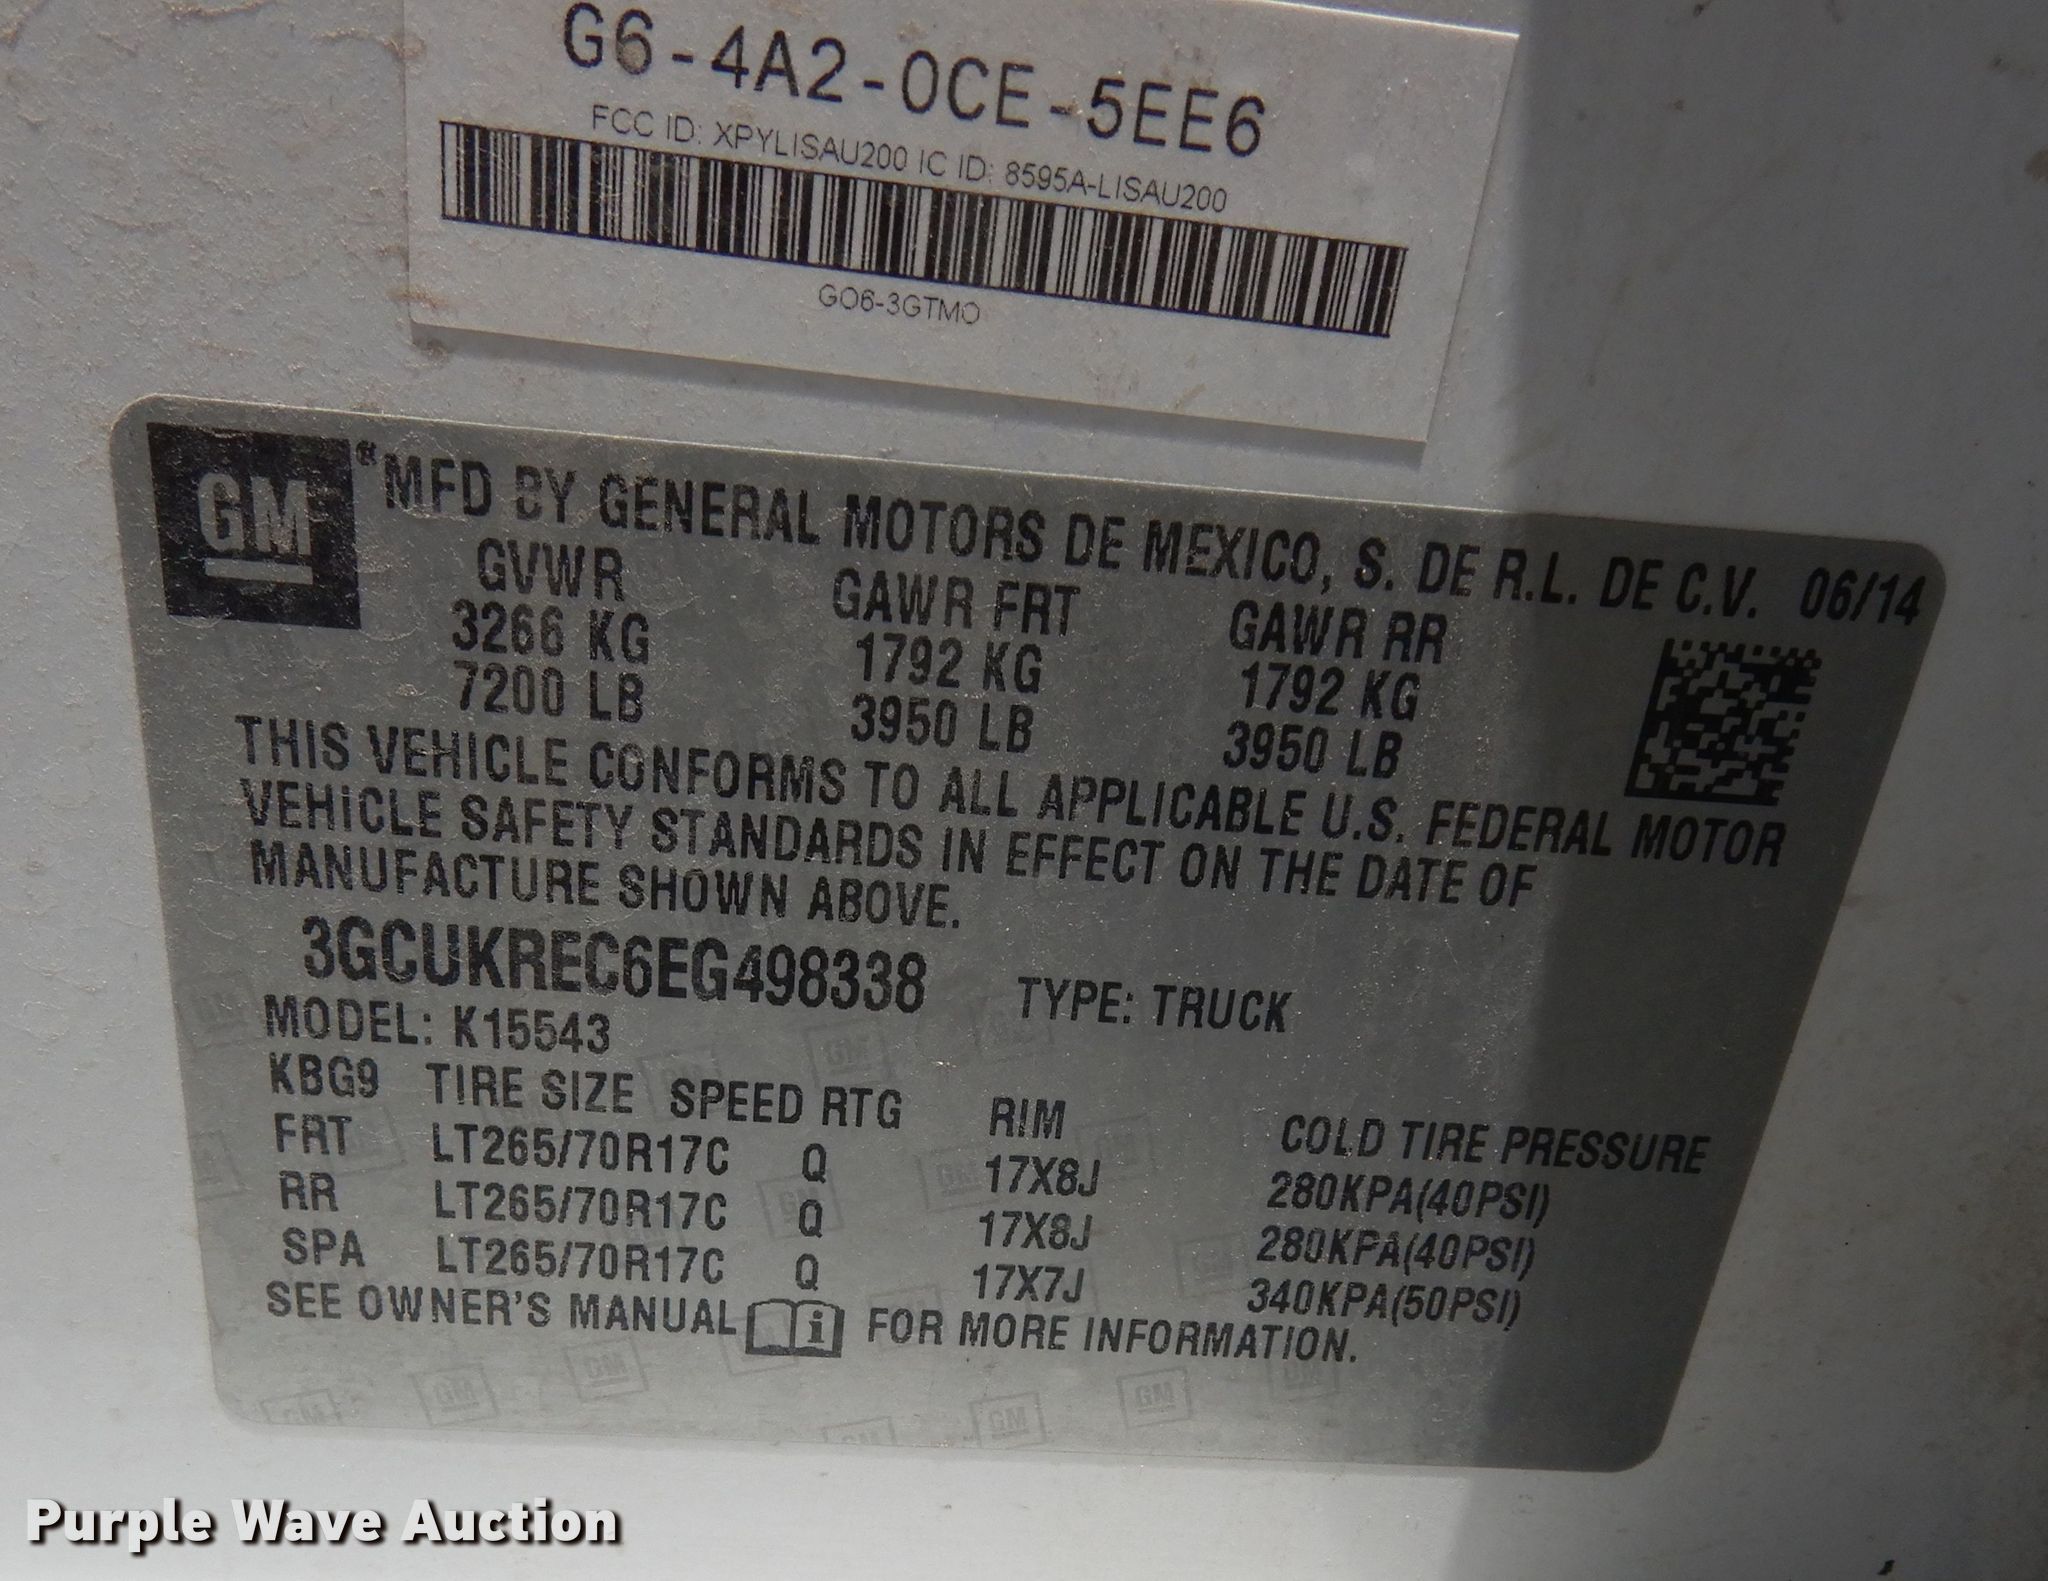 G6-4A2-0CE-5EE6
FCC ID: XPYLISAU200 IC ID: 8595A-LISAU200
GO6-3GTMO
GM ® MFD BY GENERAL MOTORS DE MEXICO, S. DE R.L. DE C.V. 06/14
GVWR GAWR FRT GAWR RR
3266 KG 1792 KG 1792 KG
7200 LB 3950 LB 3950 LB
THIS VEHICLE CONFORMS TO ALL APPLICABLE U.S. FEDERAL MOTOR
VEHICLE SAFETY STANDARDS IN EFFECT ON THE DATE OF
MANUFACTURE SHOWN ABOVE.
3GCUKREC6EG498338 TYPE: TRUCK
MODEL: K15543
KBG9 TIRE SIZE SPEED RTG RIM COLD TIRE PRESSURE
FRT LT265/70R17C Q 17X8J 280KPA(40PSI)
RR LT265/70R17C Q 17X8J 280KPA(40PSI)
SPA LT265/70R17C Q 17X7J 340KPA(50PSI)
SEE OWNER'S MANUAL i FOR MORE INFORMATION.
Purple Wave Auction